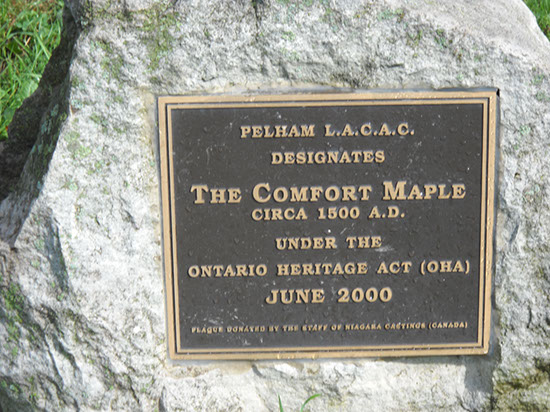 PELHAM L.A.C.A.C.
DESIGNATES
THE COMFORT MAPLE
CIRCA 1500 A.D.
UNDER THE
ONTARIO HERITAGE ACT (OHA)
JUNE 2000
PLAQUE DONATED BY THE STAFF OF NIAGARA CASTINGS (CANADA)